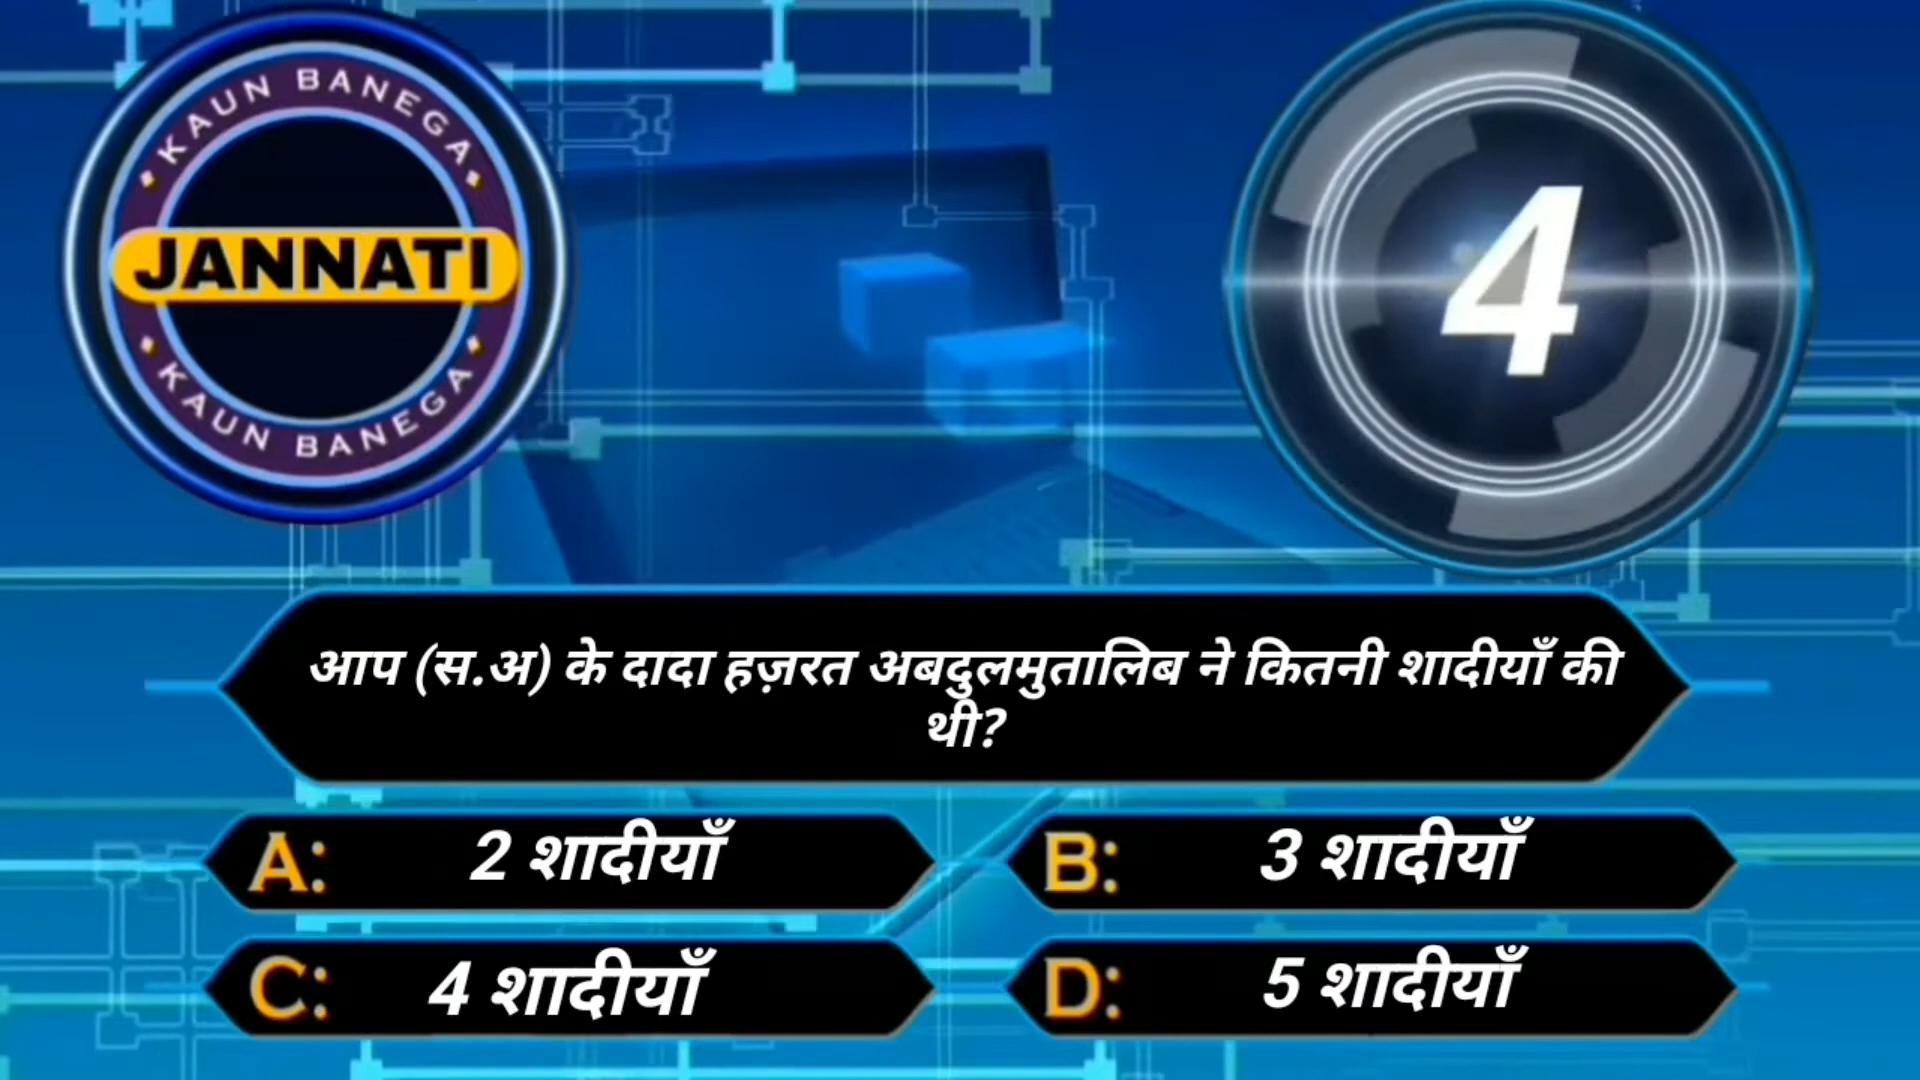 KAUN BANEGA
JANNATI
KAUN BANEGA
4
आप (स.अ) के दादा हज़रत अबदुलमुतालिब ने कितनी शादीयाँ की
थी?
A: 2 शादीयाँ
B: 3 शादीयाँ
C: 4 शादीयाँ
D: 5 शादीयाँ